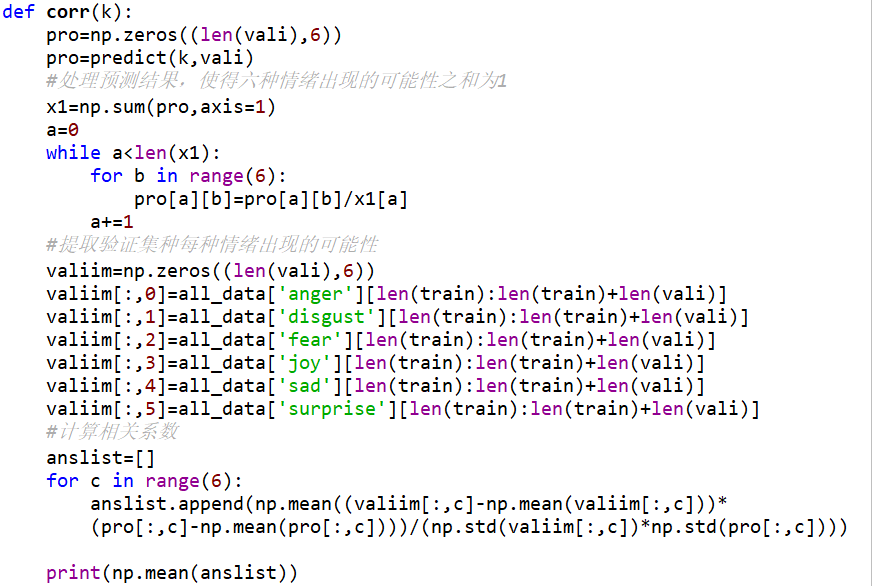 def corr(k):
    pro=np.zeros((len(vali),6))
    pro=predict(k,vali)
    #处理预测结果，使得六种情绪出现的可能性之和为1
    x1=np.sum(pro,axis=1)
    a=0
    while a<len(x1):
        for b in range(6):
            pro[a][b]=pro[a][b]/x1[a]
        a+=1
    #提取验证集种每种情绪出现的可能性
    valiim=np.zeros((len(vali),6))
    valiim[:,0]=all_data['anger'][len(train):len(train)+len(vali)]
    valiim[:,1]=all_data['disgust'][len(train):len(train)+len(vali)]
    valiim[:,2]=all_data['fear'][len(train):len(train)+len(vali)]
    valiim[:,3]=all_data['joy'][len(train):len(train)+len(vali)]
    valiim[:,4]=all_data['sad'][len(train):len(train)+len(vali)]
    valiim[:,5]=all_data['surprise'][len(train):len(train)+len(vali)]
    #计算相关系数
    anslist=[]
    for c in range(6):
        anslist.append(np.mean((valiim[:,c]-np.mean(valiim[:,c]))*
        (pro[:,c]-np.mean(pro[:,c])))/(np.std(valiim[:,c])*np.std(pro[:,c])))
    print(np.mean(anslist))